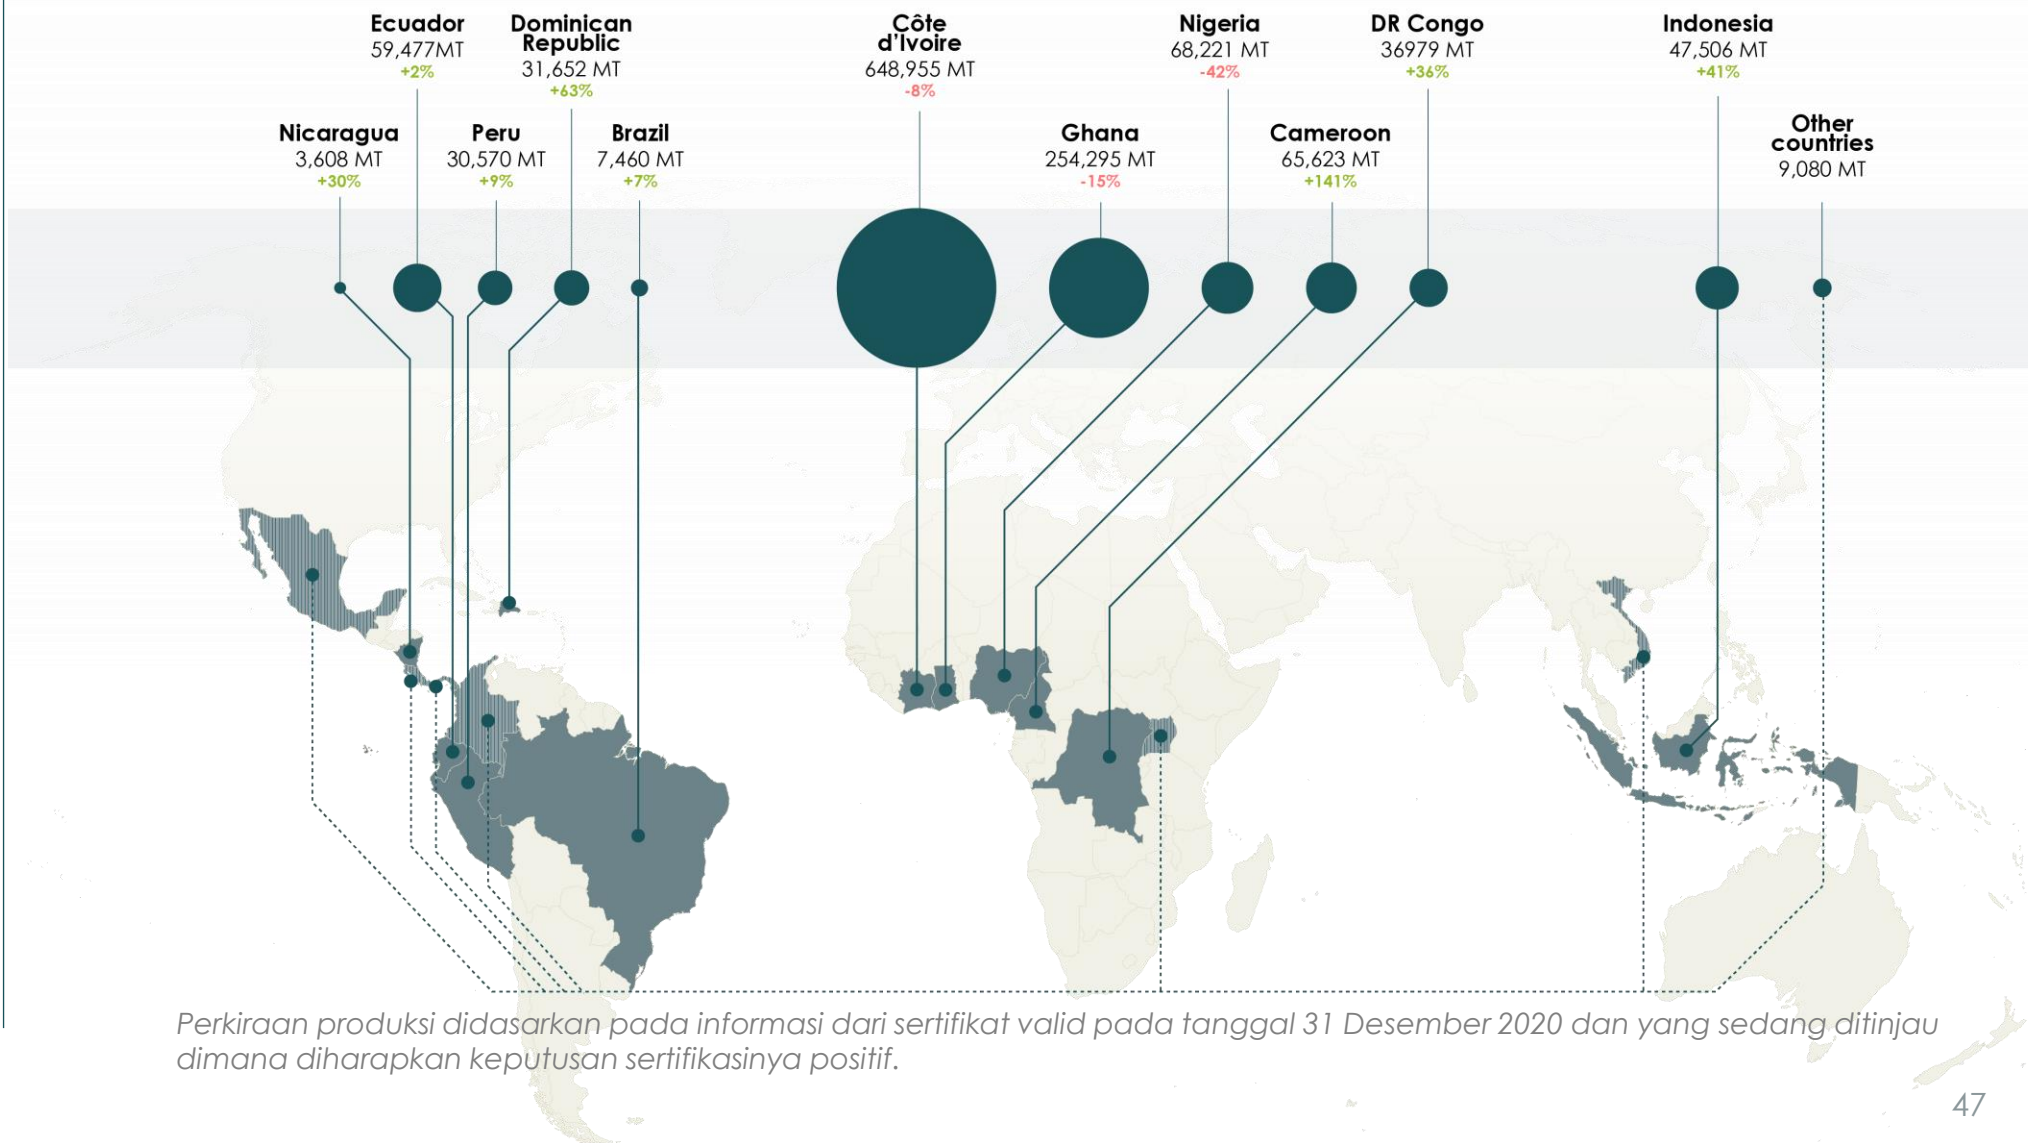 Ecuador
59,477MT
+2%
Dominican
Republic
31,652 MT
+63%
Côte
d'Ivoire
648,955 MT
-8%
Nigeria
68,221 MT
-42%
DR Congo
36979 MT
+36%
Indonesia
47,506 MT
+41%
Nicaragua
3,608 MT
+30%
Peru
30,570 MT
+9%
Brazil
7,460 MT
+7%
Ghana
254,295 MT
-15%
Cameroon
65,623 MT
+141%
Other
countries
9,080 MT
Perkiraan produksi didasarkan pada informasi dari sertifikat valid pada tanggal 31 Desember 2020 dan yang sedang ditinjau
dimana diharapkan keputusan sertifikasinya positif.
47